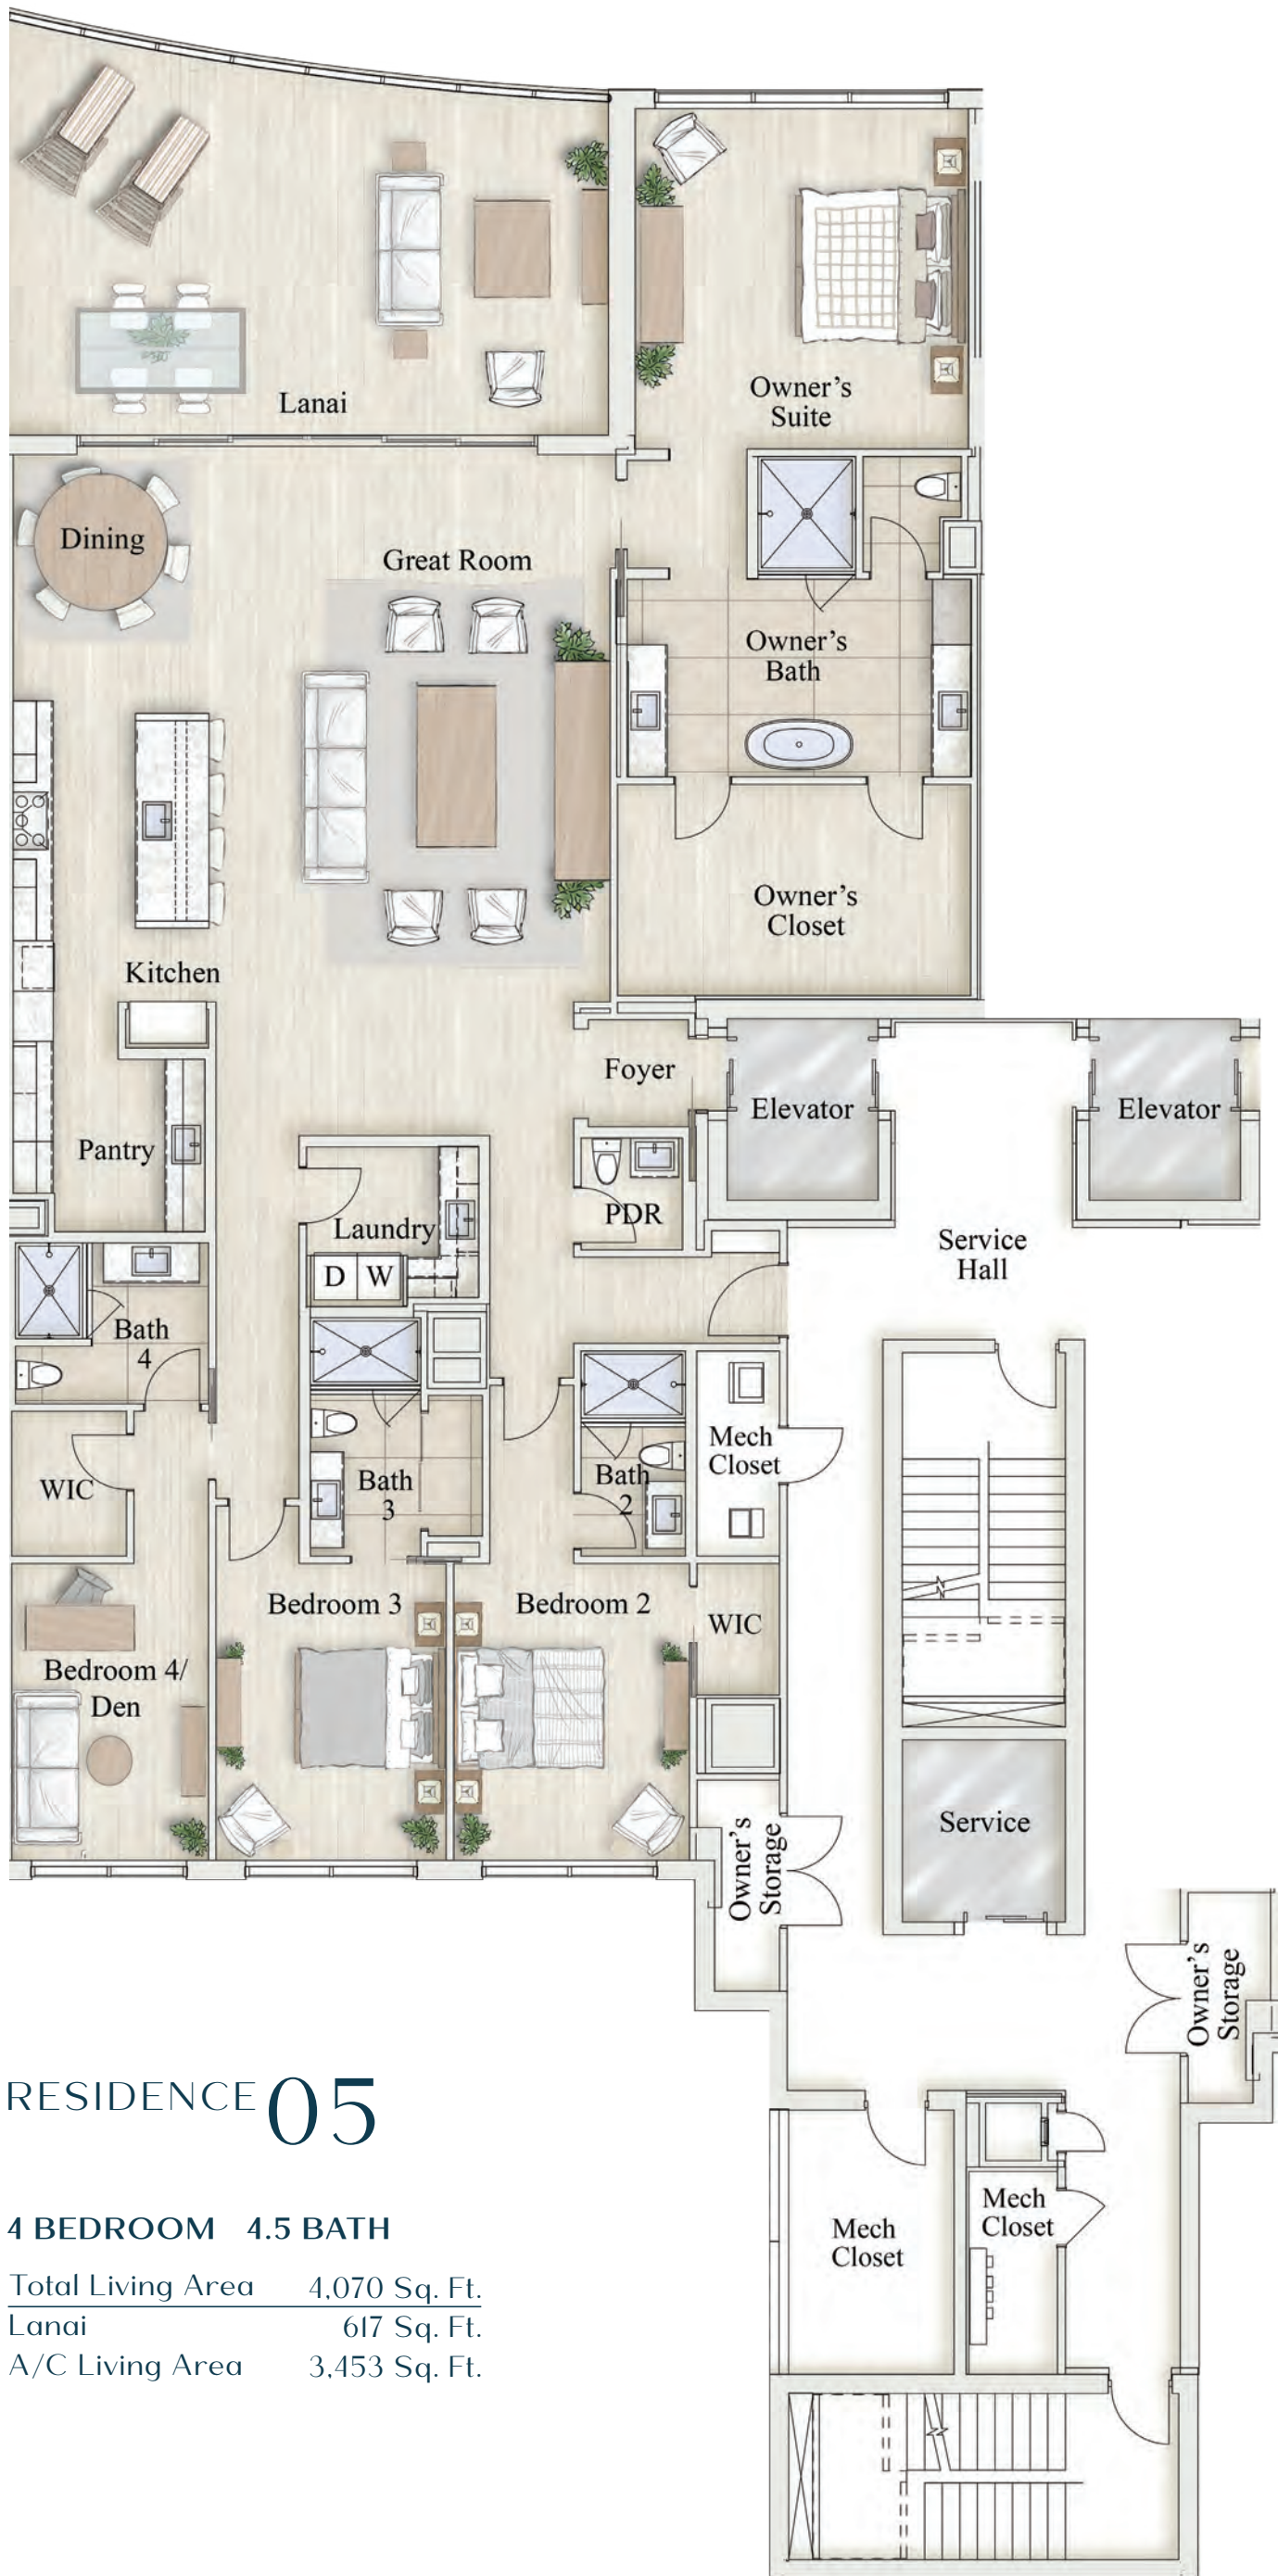 Lanai
Owner's
Suite
Dining
Great Room
Owner's
Bath
Owner's
Closet
Kitchen
Foyer
Elevator
Elevator
Pantry
Laundry
PDR
D W
Service
Hall
Bath
4
Mech
Closet
WIC
Bath
3
Bath
2
Bedroom 3
Bedroom 2
WIC
Bedroom 4/
Den
Owner's
Storage
Service
Owner's
Storage
RESIDENCE 05
4 BEDROOM 4.5 BATH
Total Living Area 4,070 Sq. Ft.
Lanai 617 Sq. Ft.
A/C Living Area 3,453 Sq. Ft.
Mech
Closet
Mech
Closet